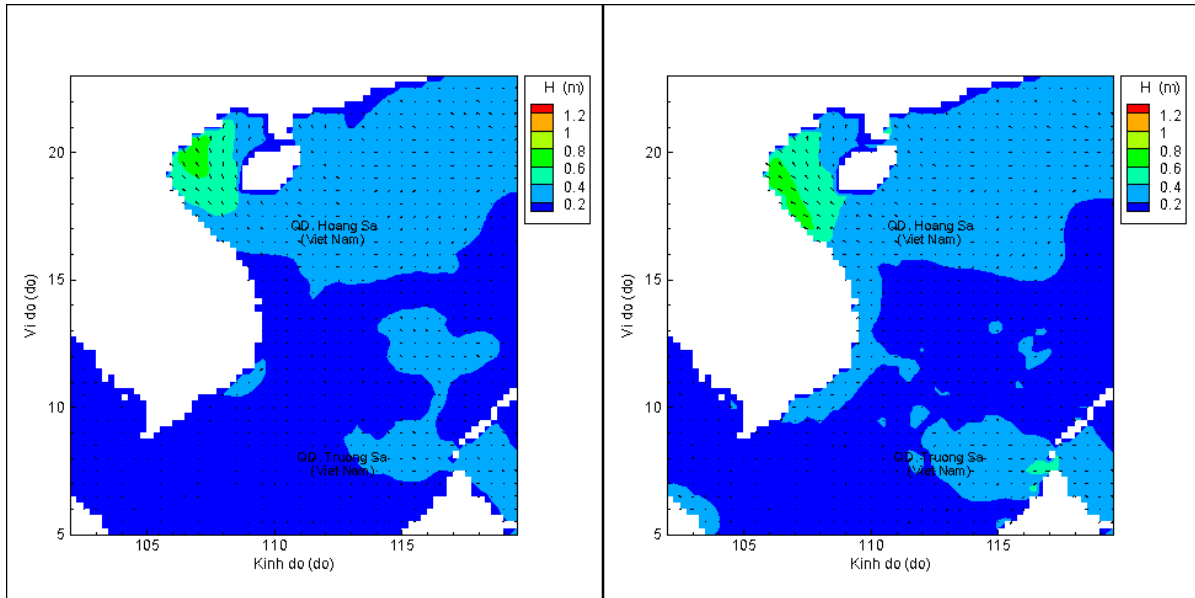 H (m)
1.2
1
0.8
0.6
0.4
0.2
20
15
10
5
Vi do (do)
QD. Hoang Sa
(Viet Nam)
QD. Truong Sa
(Viet Nam)
105
110
115
Kinh do (do)
H (m)
1.2
1
0.8
0.6
0.4
0.2
20
15
10
5
Vi do (do)
QD. Hoang Sa
(Viet Nam)
QD. Truong Sa
(Viet Nam)
105
110
115
Kinh do (do)